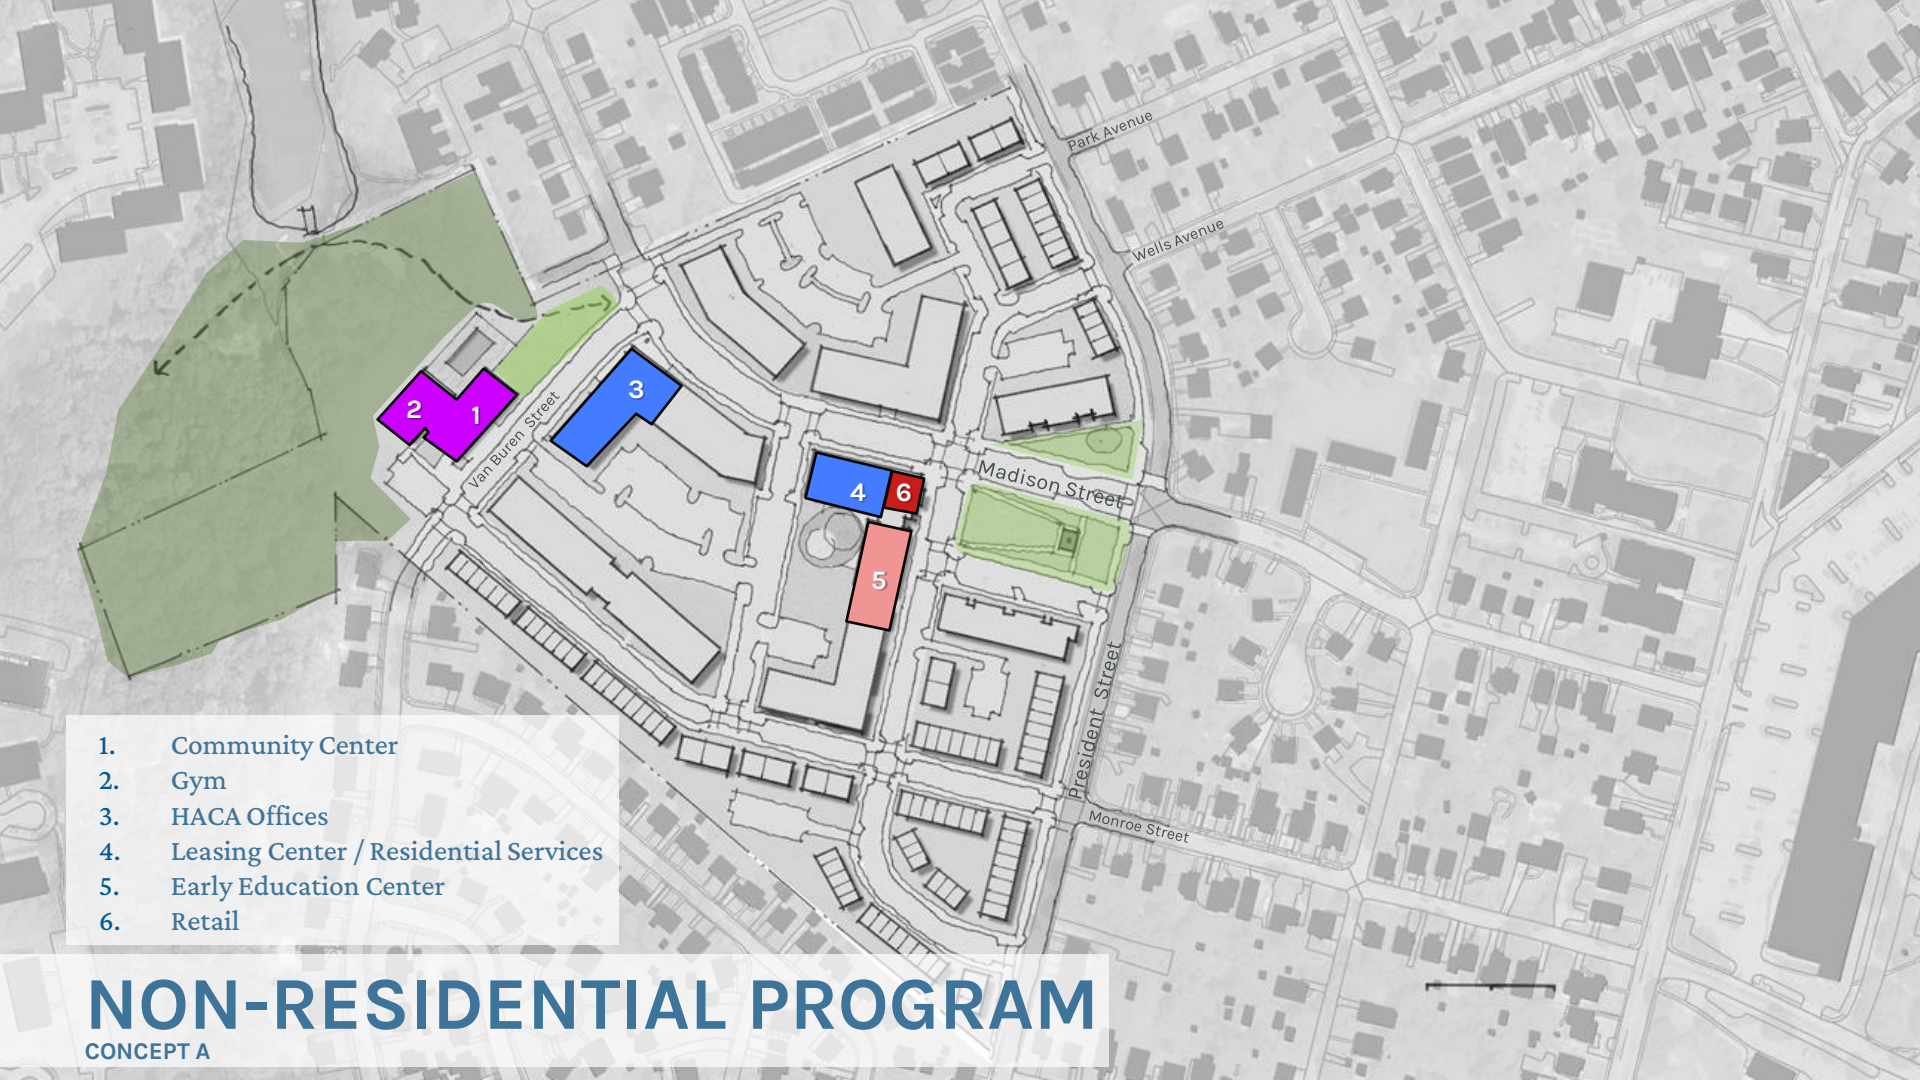 Park Avenue
Wells Avenue
3
2
1
Van Buren Street
Madison Street
4
6
5
President Street
Monroe Street
1. Community Center
2. Gym
3. HACA Offices
4. Leasing Center / Residential Services
5. Early Education Center
6. Retail
NON-RESIDENTIAL PROGRAM
CONCEPT A